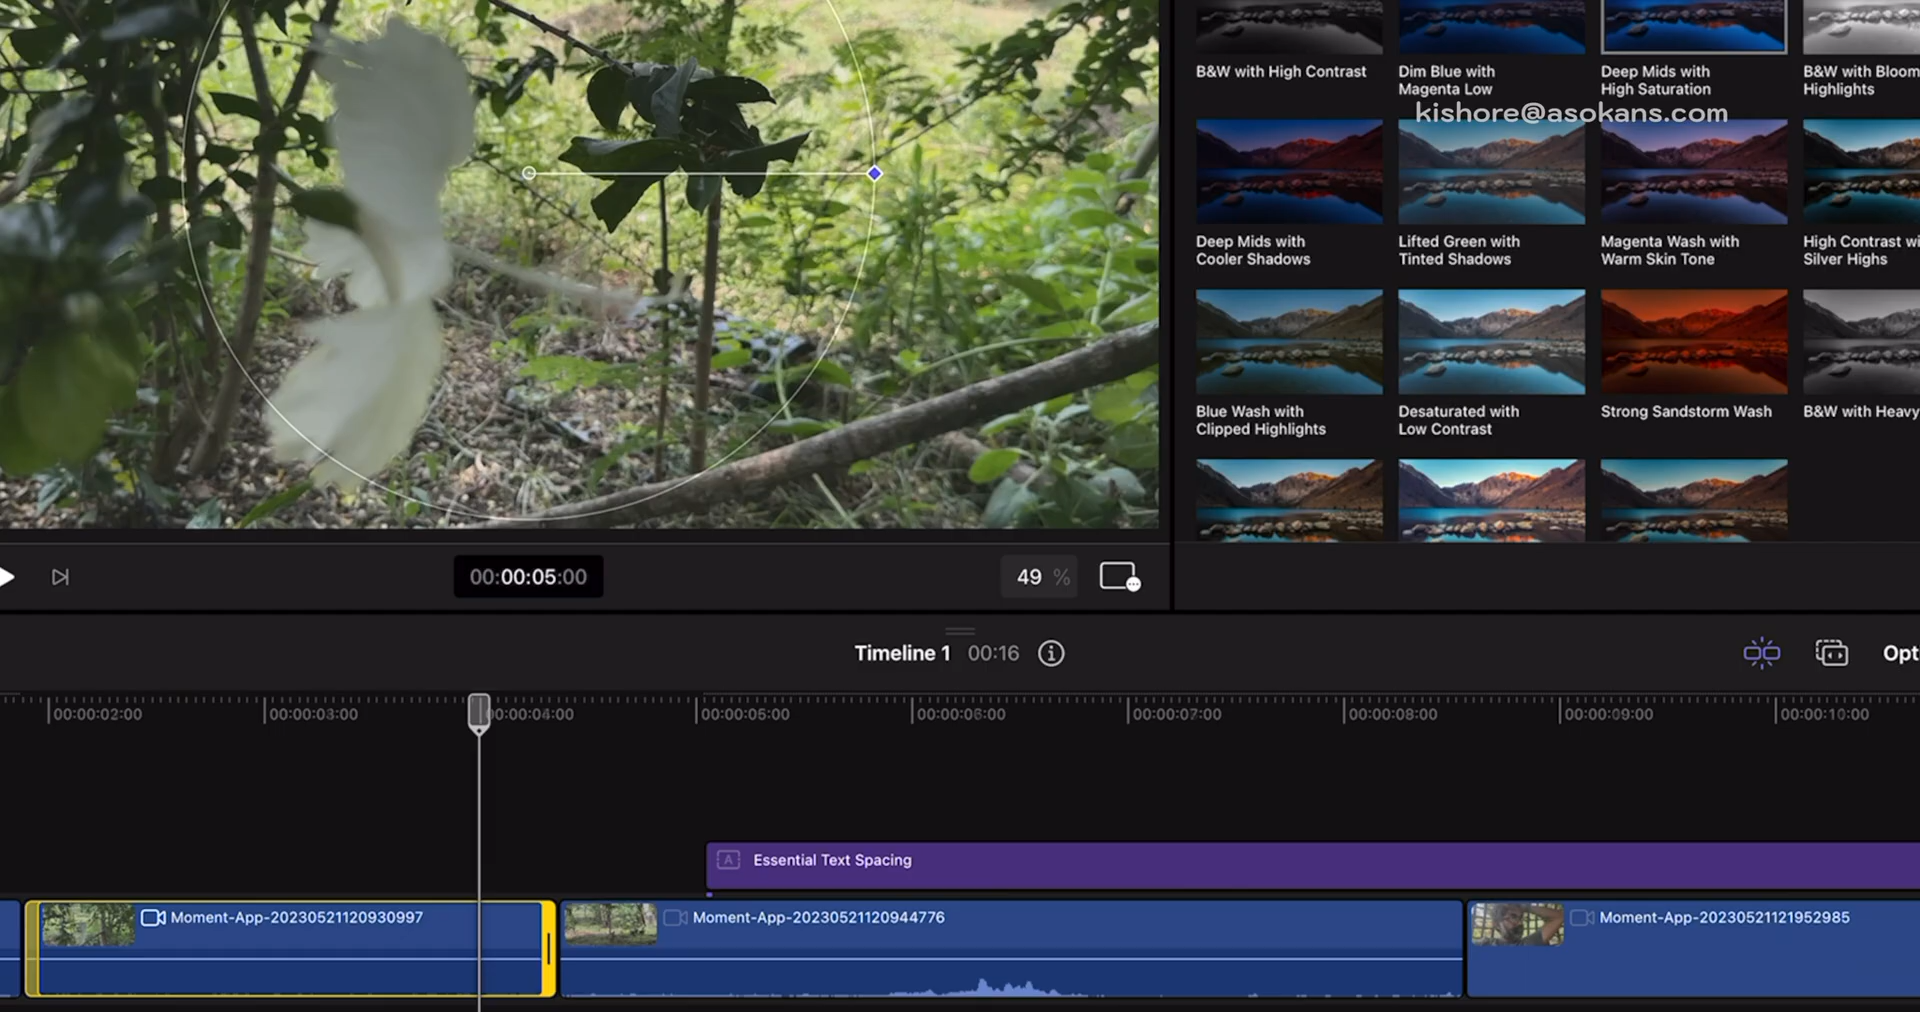 B&W with High Contrast
Dim Blue with
Magenta Low
Deep Mids with
High Saturation
B&W with Bloom
Highlights
kishore@asokans.com
Deep Mids with
Cooler Shadows
Lifted Green with
Tinted Shadows
Magenta Wash with
Warm Skin Tone
High Contrast wi
Silver Highs
Blue Wash with
Clipped Highlights
Desaturated with
Low Contrast
Strong Sandstorm Wash
B&W with Heavy
00:00:05:00
49 %
Timeline 1 00:16
Opt
00:00:02:00
00:00:03:00
00:00:04:00
00:00:05:00
00:00:06:00
00:00:07:00
00:00:08:00
00:00:09:00
00:00:10:00
A Essential Text Spacing
Moment-App-20230521120930997
Moment-App-20230521120944776
Moment-App-20230521121952985